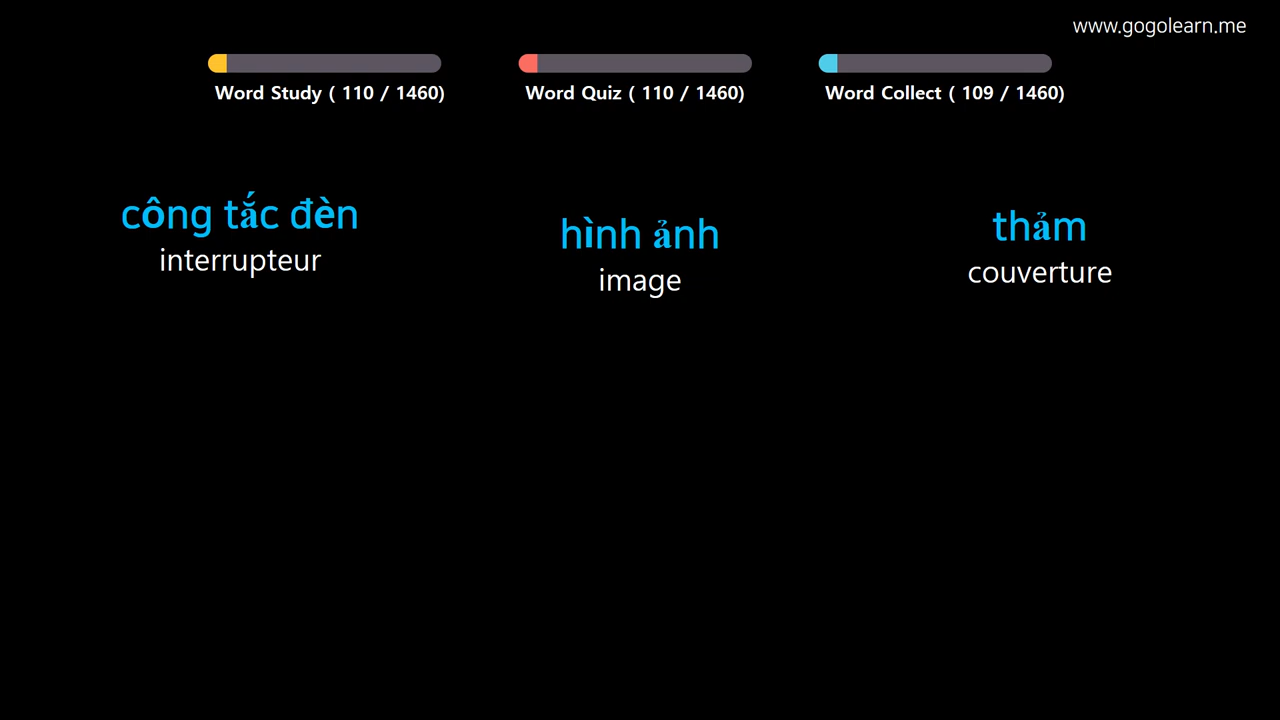 www.gogolearn.me
Word Study ( 110 / 1460)
Word Quiz ( 110 / 1460)
Word Collect ( 109 / 1460)
công tắc đèn
interrupteur
hình ảnh
image
thảm
couverture